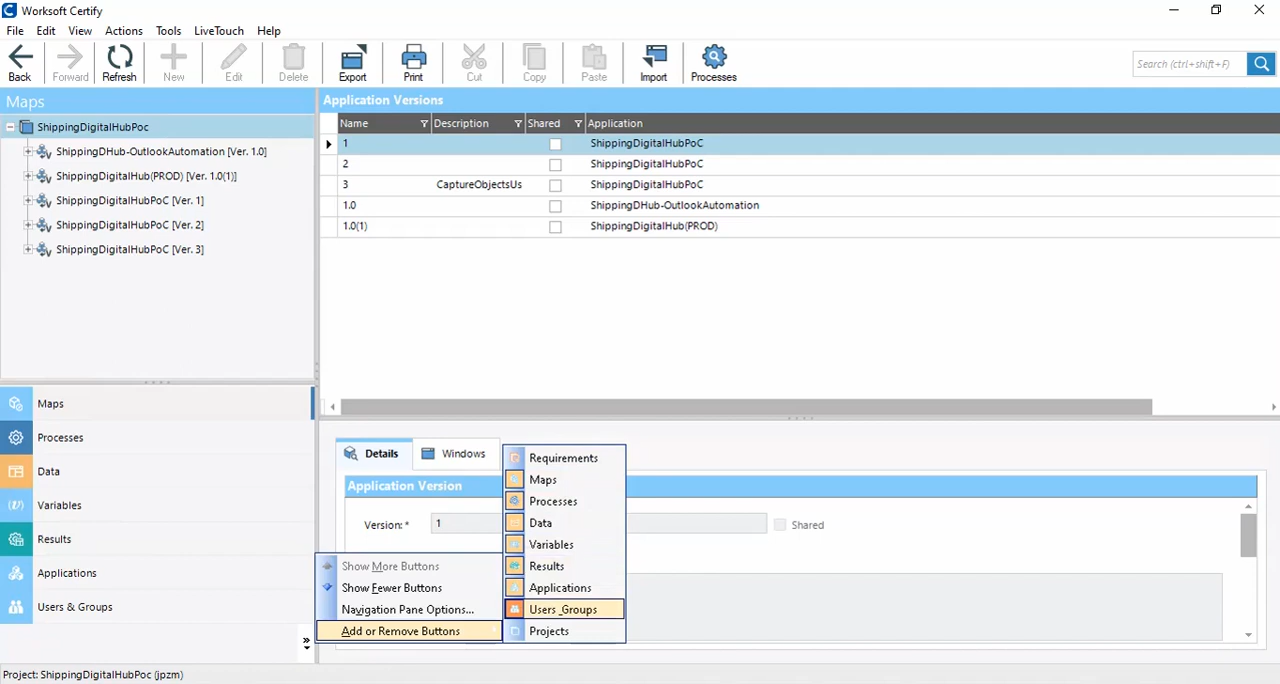 Worksoft Certify
File Edit View Actions Tools LiveTouch Help
Back Forward Refresh New Edit Delete Export Print Cut Copy Paste Import Processes Search (ctrl+shift+F)
Maps
ShippingDigitalHubPoc
ShippingDHub-OutlookAutomation [Ver. 1.0]
ShippingDigitalHub(PROD) [Ver. 1.0(1)]
ShippingDigitalHubPoC [Ver. 1]
ShippingDigitalHubPoC [Ver. 2]
ShippingDigitalHubPoC [Ver. 3]
Application Versions
Name Description Shared Application
1 ShippingDigitalHubPoC
2 ShippingDigitalHubPoC
3 CaptureObjectsUs ShippingDigitalHubPoC
1.0 ShippingDHub-OutlookAutomation
1.0(1) ShippingDigitalHub(PROD)
Maps
Processes
Data
Variables
Results
Applications
Users & Groups
Details Windows
Application Version
Version:* 1 Shared
Show More Buttons
Show Fewer Buttons
Navigation Pane Options...
Add or Remove Buttons
Requirements
Maps
Processes
Data
Variables
Results
Applications
Users _Groups
Projects
Project: ShippingDigitalHubPoc (jpzm)